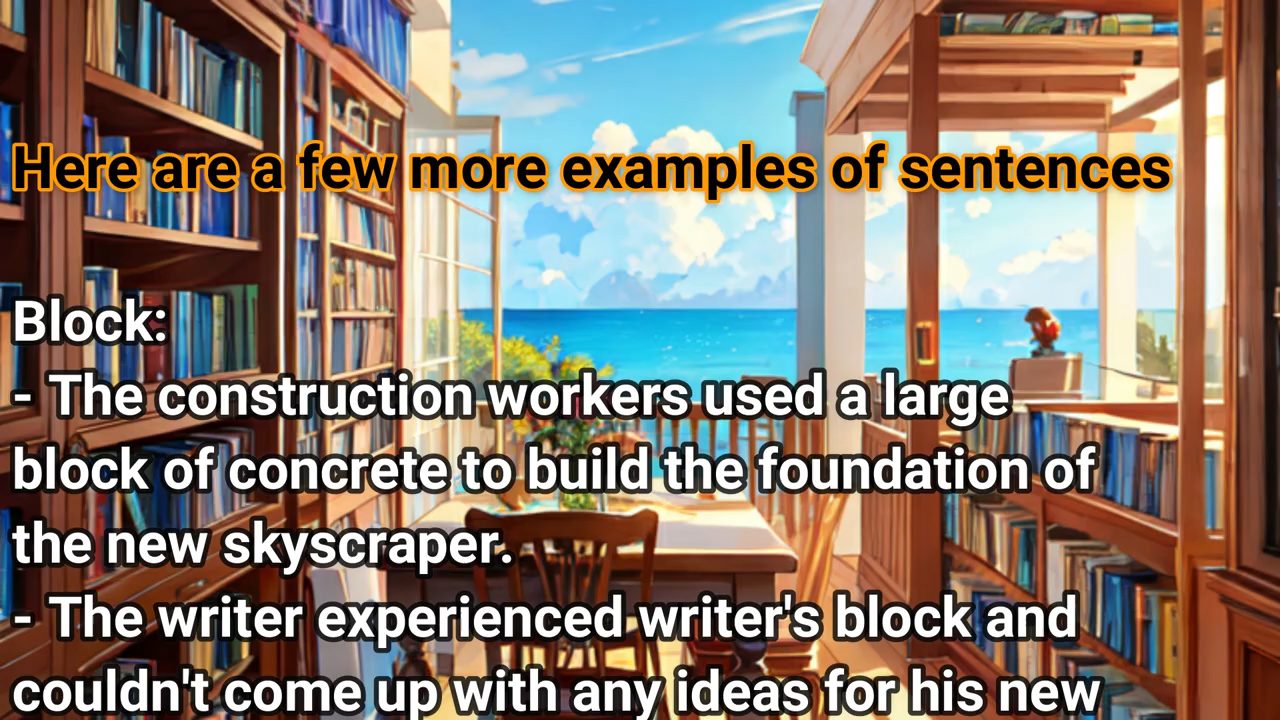 Here are a few more examples of sentences
Block:
- The construction workers used a large
block of concrete to build the foundation of
the new skyscraper.
- The writer experienced writer's block and
couldn't come up with any ideas for his new